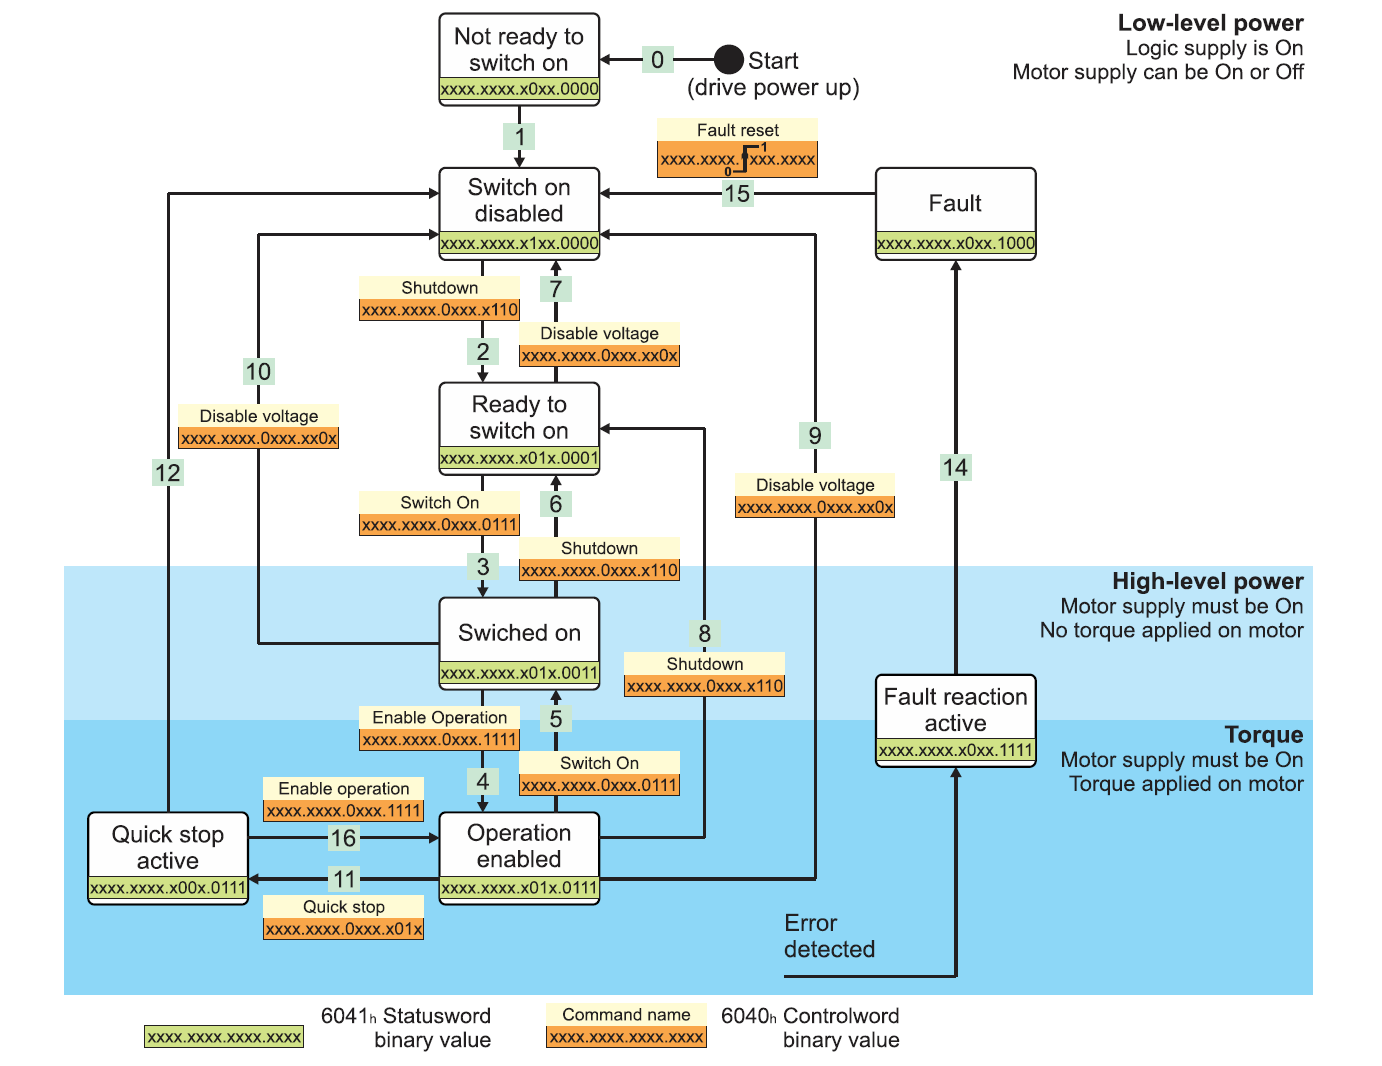 Low-level power
Logic supply is On
Motor supply can be On or Off
Not ready to
switch on
xxxx.xxxx.x0xx.0000
0
Start
(drive power up)
1
Fault reset
xxxx.xxxx. xxx.xxxx
1
0
15
Switch on
disabled
xxxx.xxxx.x1xx.0000
Fault
xxxx.xxxx.x0xx.1000
Shutdown
xxxx.xxxx.0xxx.x110
7
2
Disable voltage
xxxx.xxxx.0xxx.xx0x
10
Disable voltage
xxxx.xxxx.0xxx.xx0x
Ready to
switch on
xxxx.xxxx.x01x.0001
9
12
14
Disable voltage
xxxx.xxxx.0xxx.xx0x
Switch On
xxxx.xxxx.0xxx.0111
6
3
Shutdown
xxxx.xxxx.0xxx.x110
High-level power
Motor supply must be On
No torque applied on motor
Swiched on
xxxx.xxxx.x01x.0011
8
Shutdown
xxxx.xxxx.0xxx.x110
Fault reaction
active
xxxx.xxxx.x0xx.1111
Enable Operation
xxxx.xxxx.0xxx.1111
5
4
Switch On
xxxx.xxxx.0xxx.0111
Torque
Motor supply must be On
Torque applied on motor
Enable operation
xxxx.xxxx.0xxx.1111
16
Quick stop
active
xxxx.xxxx.x00x.0111
Operation
enabled
xxxx.xxxx.x01x.0111
11
Quick stop
xxxx.xxxx.0xxx.x01x
Error
detected
6041h Statusword
binary value
xxxx.xxxx.xxxx.xxxx
Command name
xxxx.xxxx.xxxx.xxxx
6040h Controlword
binary value